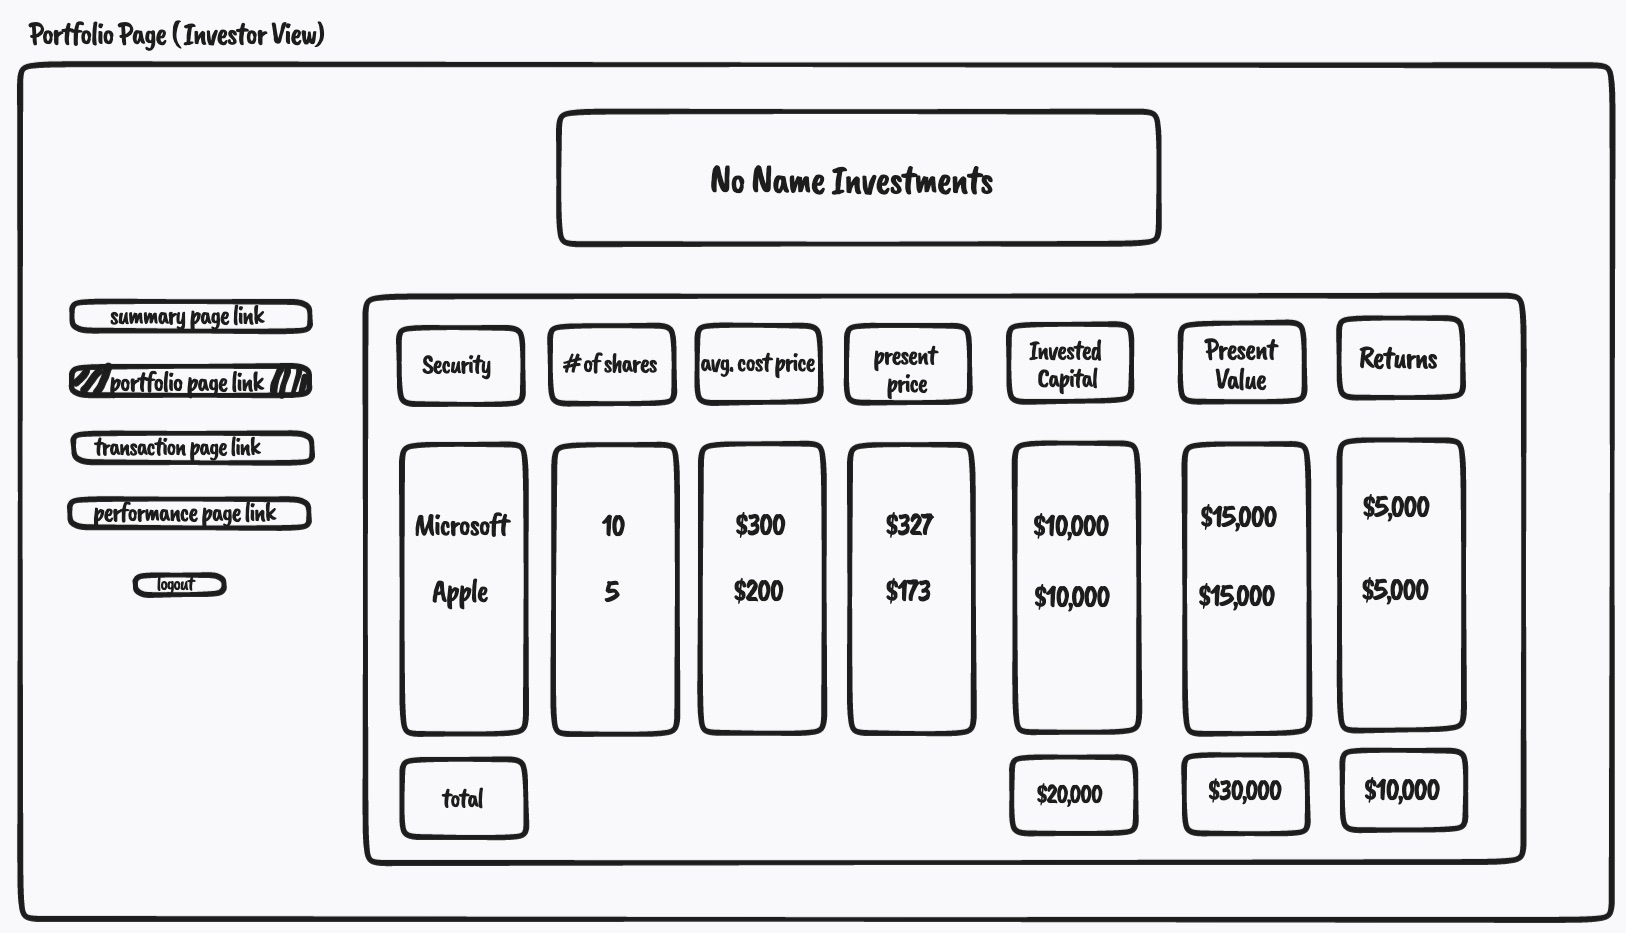 Portfolio Page (Investor View)
No Name Investments
summary page link
portfolio page link
transaction page link
performance page link
logout
Security # of shares avg. cost price present price Invested Capital Present Value Returns
Microsoft 10 $300 $327 $10,000 $15,000 $5,000
Apple 5 $200 $173 $10,000 $15,000 $5,000
total $20,000 $30,000 $10,000